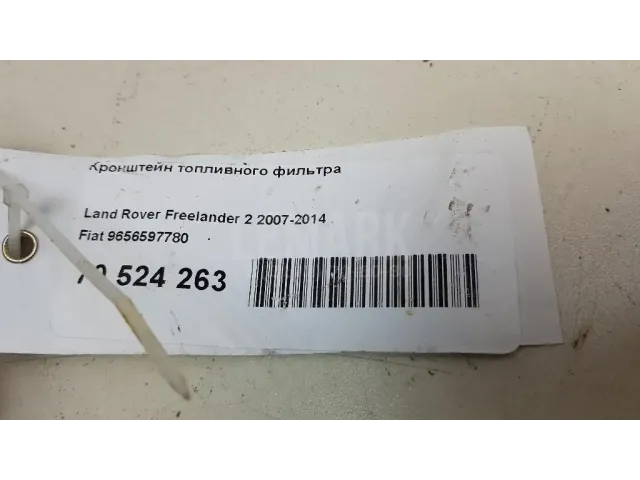 Кронштейн топливного фильтра
Land Rover Freelander 2 2007-2014
Fiat 9656597780
524 263